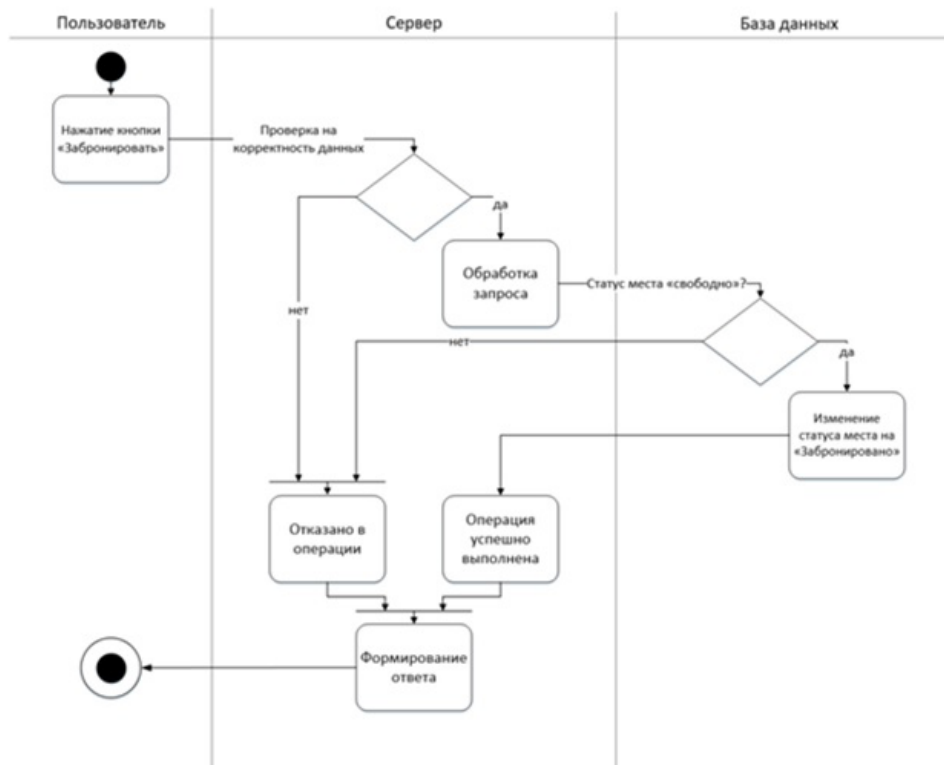 Пользователь
Сервер
База данных
Нажатие кнопки
«Забронировать»
Проверка на
корректность данных
да
Обработка
запроса
Статус места «свободно»?
нет
нет
да
Изменение
статуса места на
«Забронировано»
Отказано в
операции
Операция
успешно
выполнена
Формирование
ответа